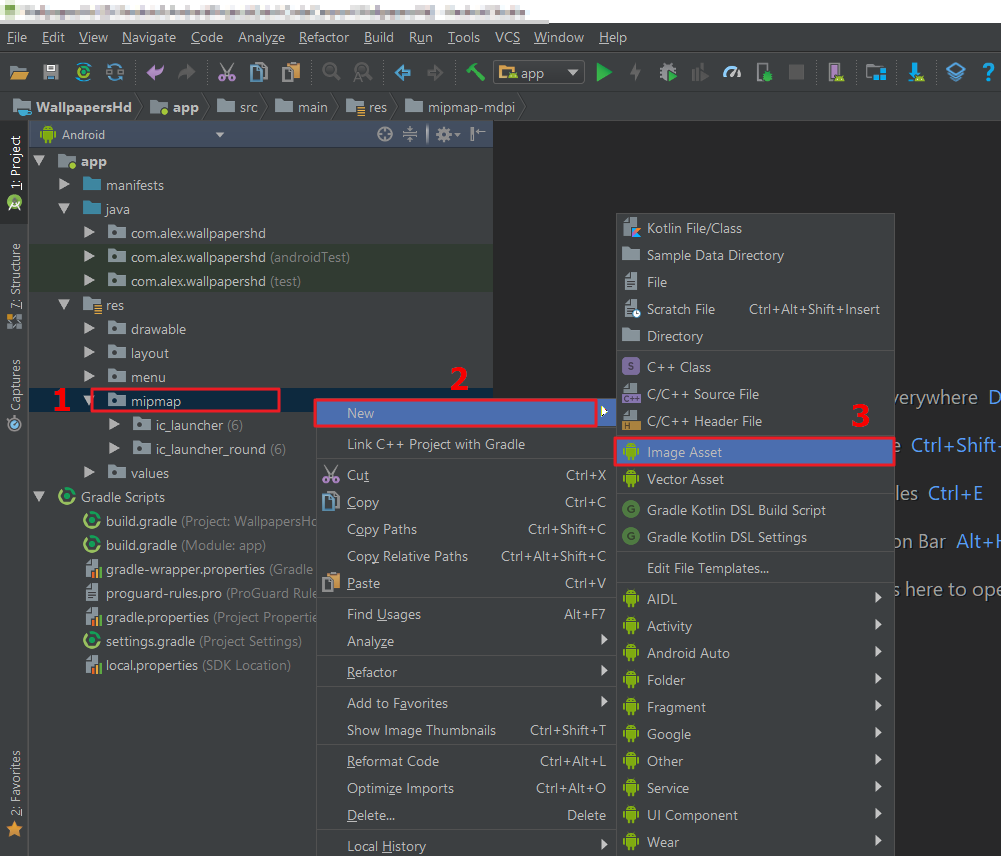 File Edit View Navigate Code Analyze Refactor Build Run Tools VCS Window Help
app
WallpapersHd app src main res mipmap-mdpi
1: Project
Z: Structure
Captures
2: Favorites
Android
app
manifests
java
com.alex.wallpapershd
com.alex.wallpapershd (androidTest)
com.alex.wallpapershd (test)
res
drawable
layout
menu
1
mipmap
ic_launcher (6)
ic_launcher_round (6)
values
Gradle Scripts
build.gradle (Project: WallpapersHd
build.gradle (Module: app)
gradle-wrapper.properties (Gradle
proguard-rules.pro (ProGuard Rule
gradle.properties (Project Propertie
settings.gradle (Project Settings)
local.properties (SDK Location)
2
New
Link C++ Project with Gradle
Cut Ctrl+X
Copy Ctrl+C
Copy Paths Ctrl+Shift+C
Copy Relative Paths Ctrl+Alt+Shift+C
Paste Ctrl+V
Find Usages Alt+F7
Analyze
Refactor
Add to Favorites
Show Image Thumbnails Ctrl+Shift+T
Reformat Code Ctrl+Alt+L
Optimize Imports Ctrl+Alt+O
Delete... Delete
Local History
Kotlin File/Class
Sample Data Directory
File
Scratch File Ctrl+Alt+Shift+Insert
Directory
C++ Class
C/C++ Source File
C/C++ Header File
3
Image Asset
Vector Asset
Gradle Kotlin DSL Build Script
Gradle Kotlin DSL Settings
Edit File Templates...
AIDL
Activity
Android Auto
Folder
Fragment
Google
Other
Service
UI Component
Wear
verywhere D
e Ctrl+Shift+
les Ctrl+E
on Bar Alt+H
s here to ope